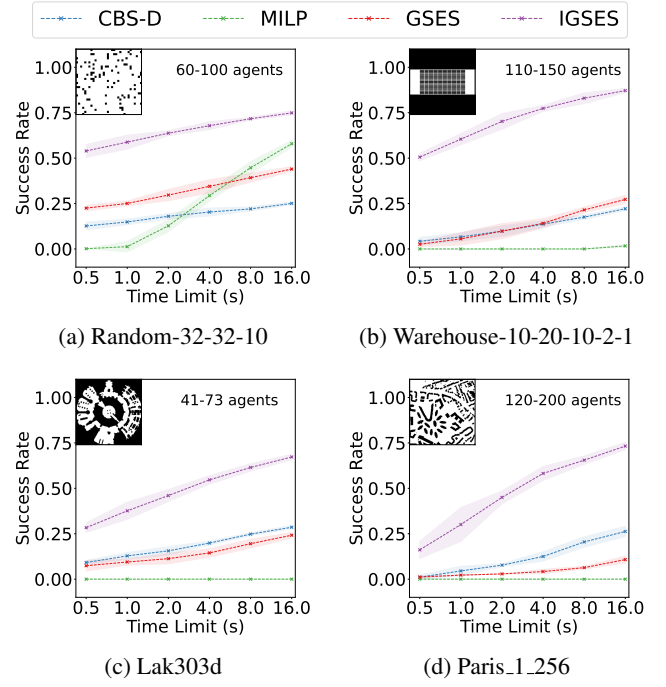 CBS-D MILP GSES IGSES
60-100 agents
1.00
0.75
0.50
0.25
0.00
Success Rate
0.5 1.0 2.0 4.0 8.0 16.0
Time Limit (s)
(a) Random-32-32-10
110-150 agents
1.00
0.75
0.50
0.25
0.00
Success Rate
0.5 1.0 2.0 4.0 8.0 16.0
Time Limit (s)
(b) Warehouse-10-20-10-2-1
41-73 agents
1.00
0.75
0.50
0.25
0.00
Success Rate
0.5 1.0 2.0 4.0 8.0 16.0
Time Limit (s)
(c) Lak303d
120-200 agents
1.00
0.75
0.50
0.25
0.00
Success Rate
0.5 1.0 2.0 4.0 8.0 16.0
Time Limit (s)
(d) Paris_1_256